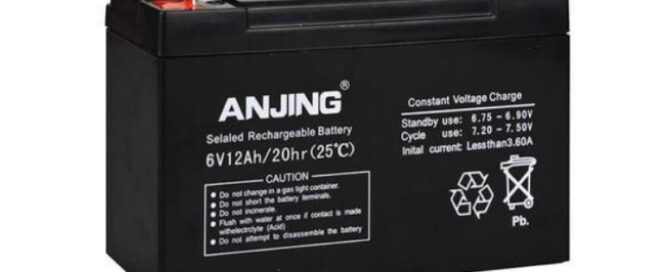 ANJING®
Selaled Rechargeable Battery
6V12Ah/20hr(25℃)
CAUTION
● Do not change in a gas tight container.
● Do not short the battery terminals.
● Do not incinerate.
● Flush with water at once if contact is made
withelectrolyte (Acid)
● Do not attempt to disassemble the battery
Constant Voltage Charge
Standby use: 6.75 - 6.90V
Cycle use: 7.20 - 7.50V
Inital current: Lessthan3.60A
Pb.